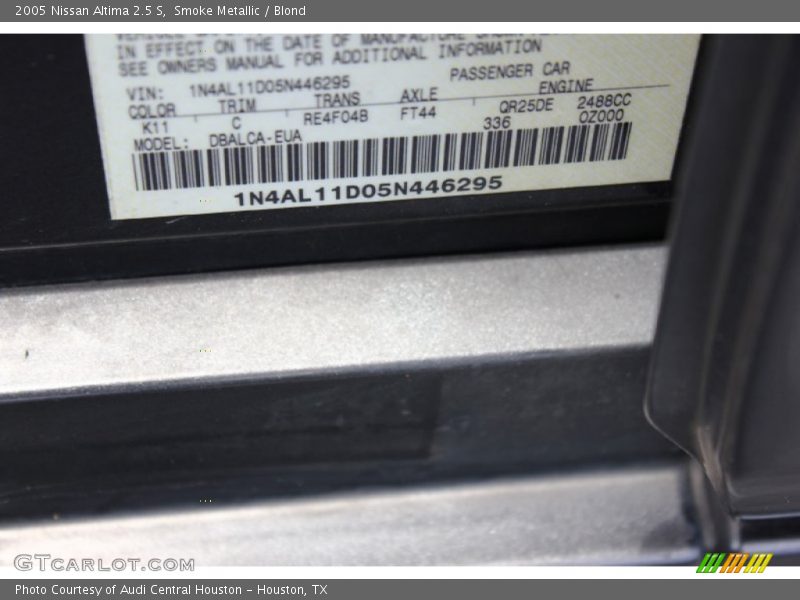 2005 Nissan Altima 2.5 S, Smoke Metallic / Blond
IN EFFECT ON THE DATE OF MANUFACTURE
SEE OWNERS MANUAL FOR ADDITIONAL INFORMATION
VIN: 1N4AL11D05N446295 PASSENGER CAR
COLOR TRIM TRANS AXLE ENGINE
K11 C RE4F04B FT44 QR25DE 2488CC
MODEL: DBALCA-EUA 336 0Z000
1N4AL11D05N446295
GTCARLOT.COM
Photo Courtesy of Audi Central Houston – Houston, TX